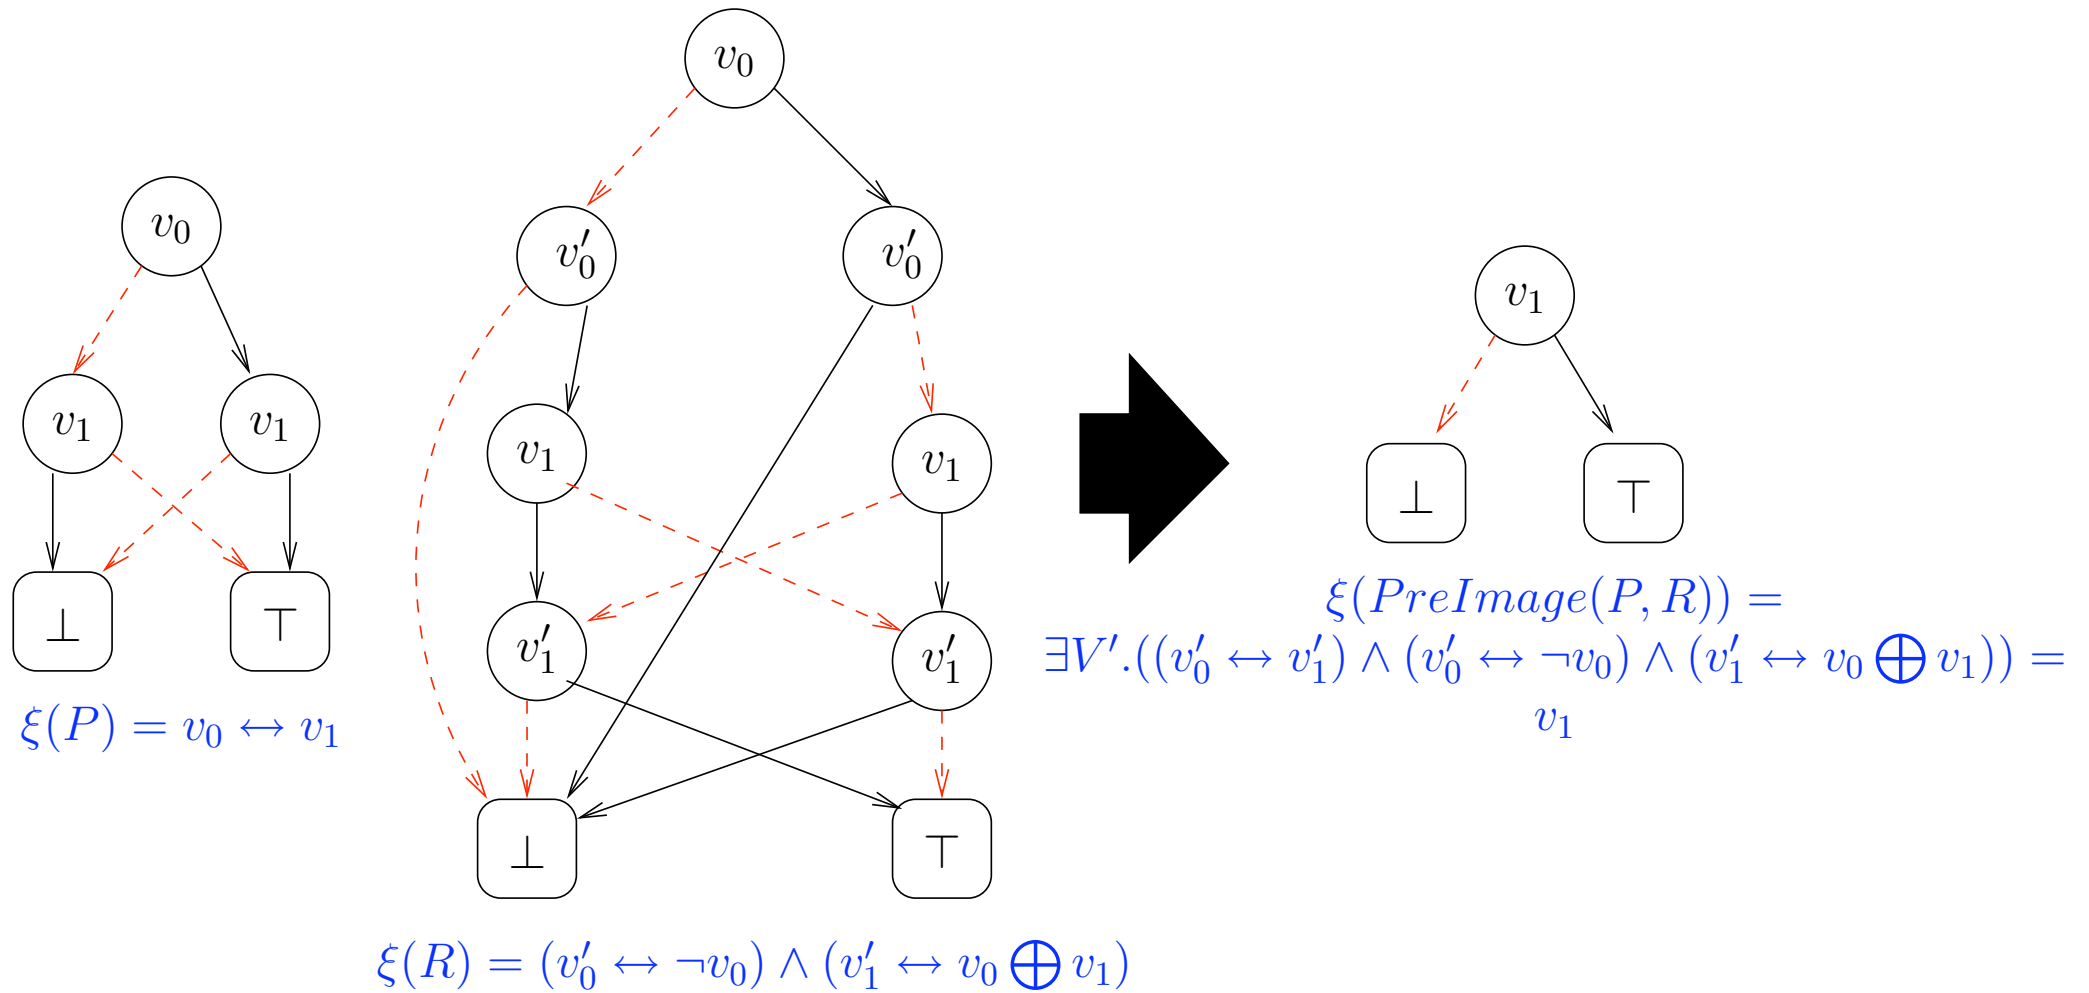 v₀
v₁
v₁
⊥
⊤
ξ(P) = v₀ ↔ v₁
v₀
v₀′
v₀′
v₁
v₁
v₁′
v₁′
⊥
⊤
ξ(R) = (v₀′ ↔ ¬v₀) ∧ (v₁′ ↔ v₀ ⨁ v₁)
v₁
⊥
⊤
ξ(PreImage(P, R)) =
∃V′.((v₀′ ↔ v₁′) ∧ (v₀′ ↔ ¬v₀) ∧ (v₁′ ↔ v₀ ⨁ v₁)) =
v₁